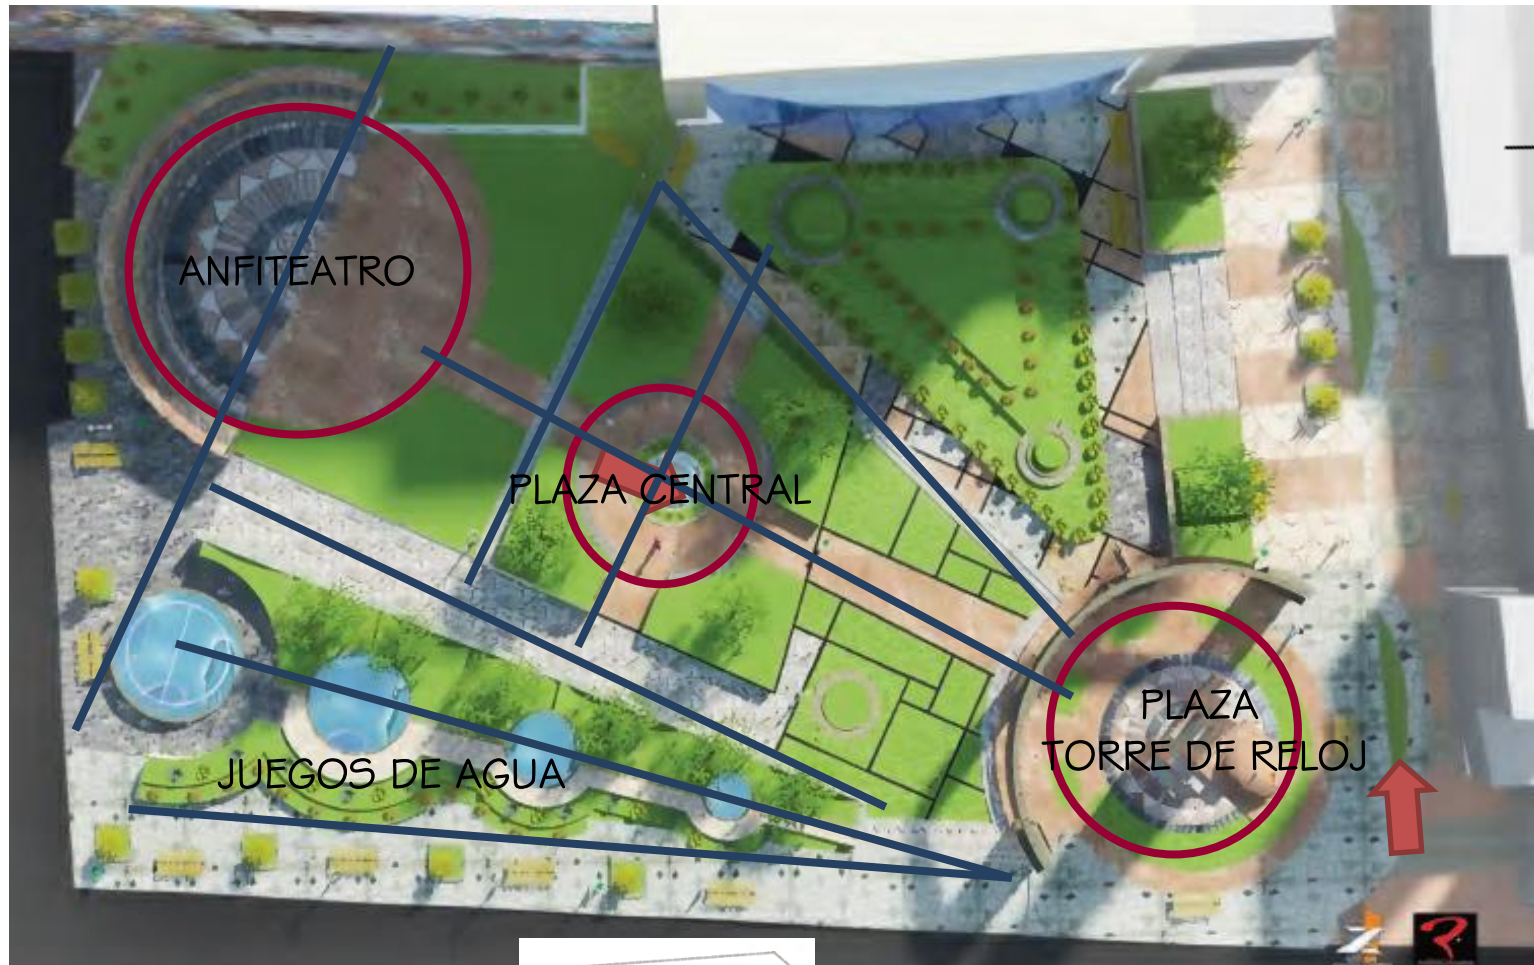 ANFITEATRO
PLAZA CENTRAL
PLAZA
TORRE DE RELOJ
JUEGOS DE AGUA